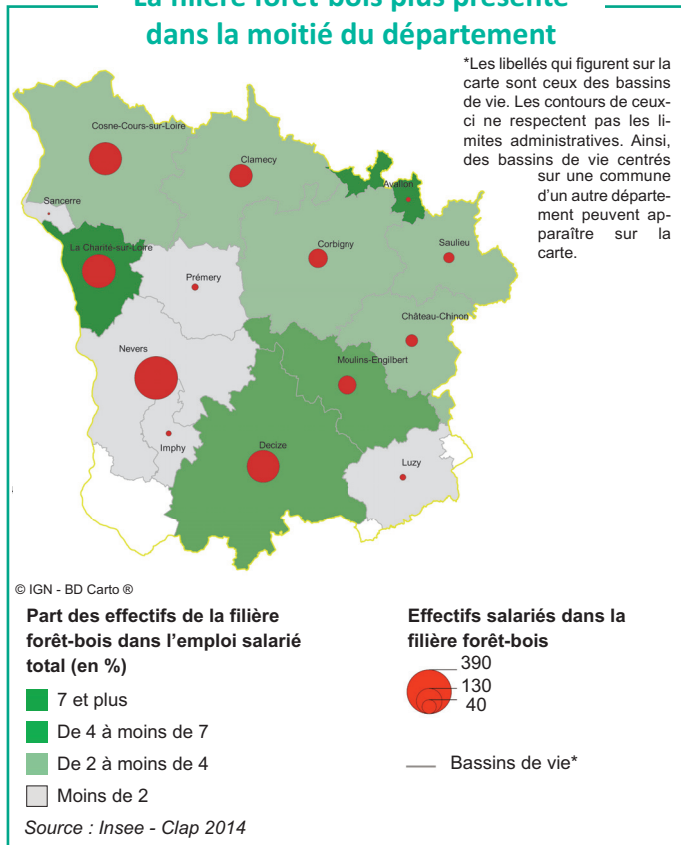 La filière forêt-bois plus présente
dans la moitié du département
*Les libellés qui figurent sur la
carte sont ceux des bassins
de vie. Les contours de ceux-
ci ne respectent pas les li-
mites administratives. Ainsi,
des bassins de vie centrés
sur une commune
d'un autre départe-
ment peuvent ap-
paraître sur la
carte.
Cosne-Cours-sur-Loire
Clamecy
Avallon
Sancerre
La Charité-sur-Loire
Corbigny
Saulieu
Prémery
Château-Chinon
Nevers
Moulins-Engilbert
Imphy
Decize
Luzy
© IGN - BD Carto ®
Part des effectifs de la filière
forêt-bois dans l'emploi salarié
total (en %)
7 et plus
De 4 à moins de 7
De 2 à moins de 4
Moins de 2
Source : Insee - Clap 2014
Effectifs salariés dans la
filière forêt-bois
390
130
40
Bassins de vie*